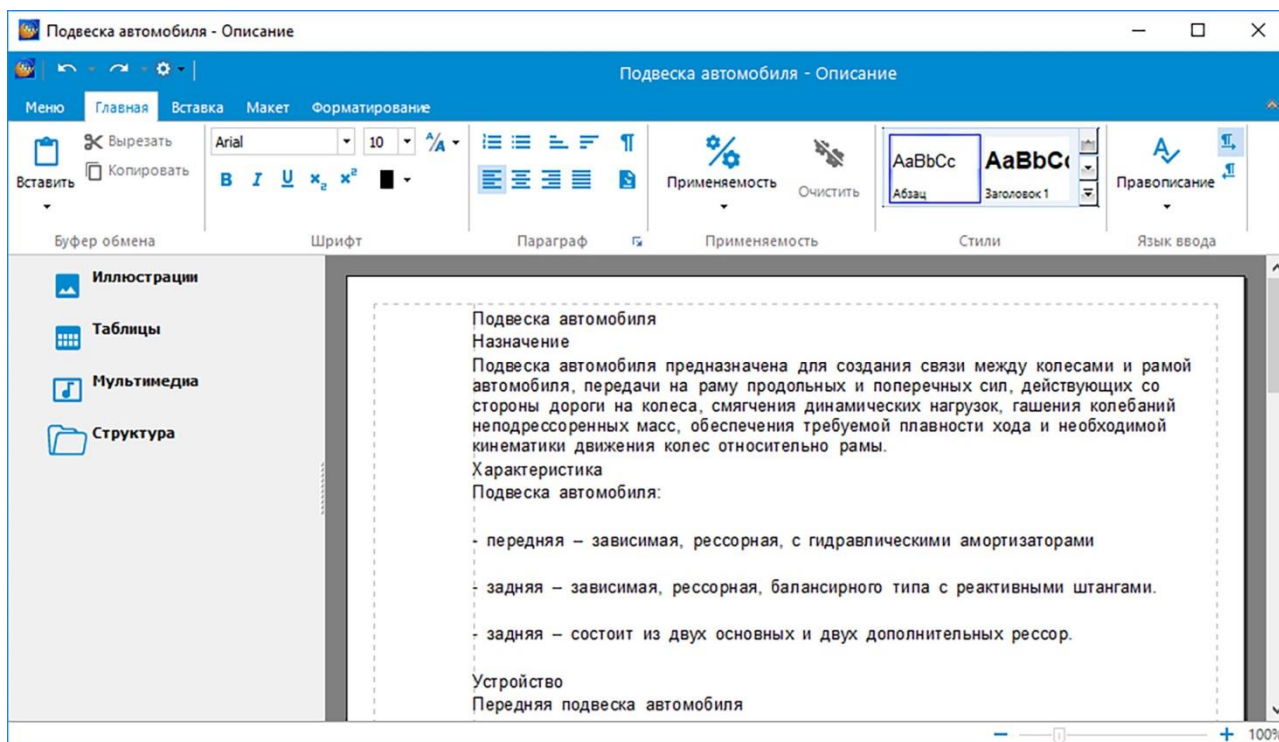 Подвеска автомобиля - Описание
Подвеска автомобиля - Описание
Меню Главная Вставка Макет Форматирование
Вставить
Вырезать
Копировать
Буфер обмена
Arial 10
B I U x₂ x²
Шрифт
Параграф
Применяемость
Очистить
Применяемость
AaBbCc
Абзац
AaBbC
Заголовок 1
Стили
Правописание
Язык ввода
Иллюстрации
Таблицы
Мультимедиа
Структура
Подвеска автомобиля
Назначение
Подвеска автомобиля предназначена для создания связи между колесами и рамой
автомобиля, передачи на раму продольных и поперечных сил, действующих со
стороны дороги на колеса, смягчения динамических нагрузок, гашения колебаний
неподрессоренных масс, обеспечения требуемой плавности хода и необходимой
кинематики движения колес относительно рамы.
Характеристика
Подвеска автомобиля:
- передняя – зависимая, рессорная, с гидравлическими амортизаторами
- задняя – зависимая, рессорная, балансирного типа с реактивными штангами.
- задняя – состоит из двух основных и двух дополнительных рессор.
Устройство
Передняя подвеска автомобиля
100%